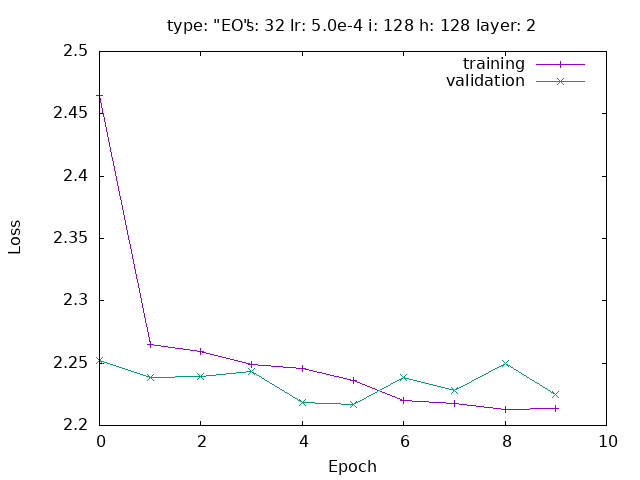 type: "EO"s: 32 lr: 5.0e-4 i: 128 h: 128 layer: 2
2.5
training
validation
2.45
2.4
2.35
Loss
2.3
2.25
2.2
0 2 4 6 8 10
Epoch